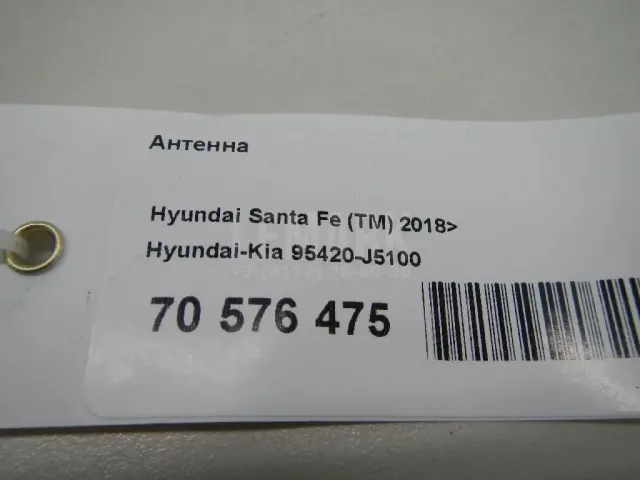 Антенна
Hyundai Santa Fe (TM) 2018>
Hyundai-Kia 95420-J5100
70 576 475